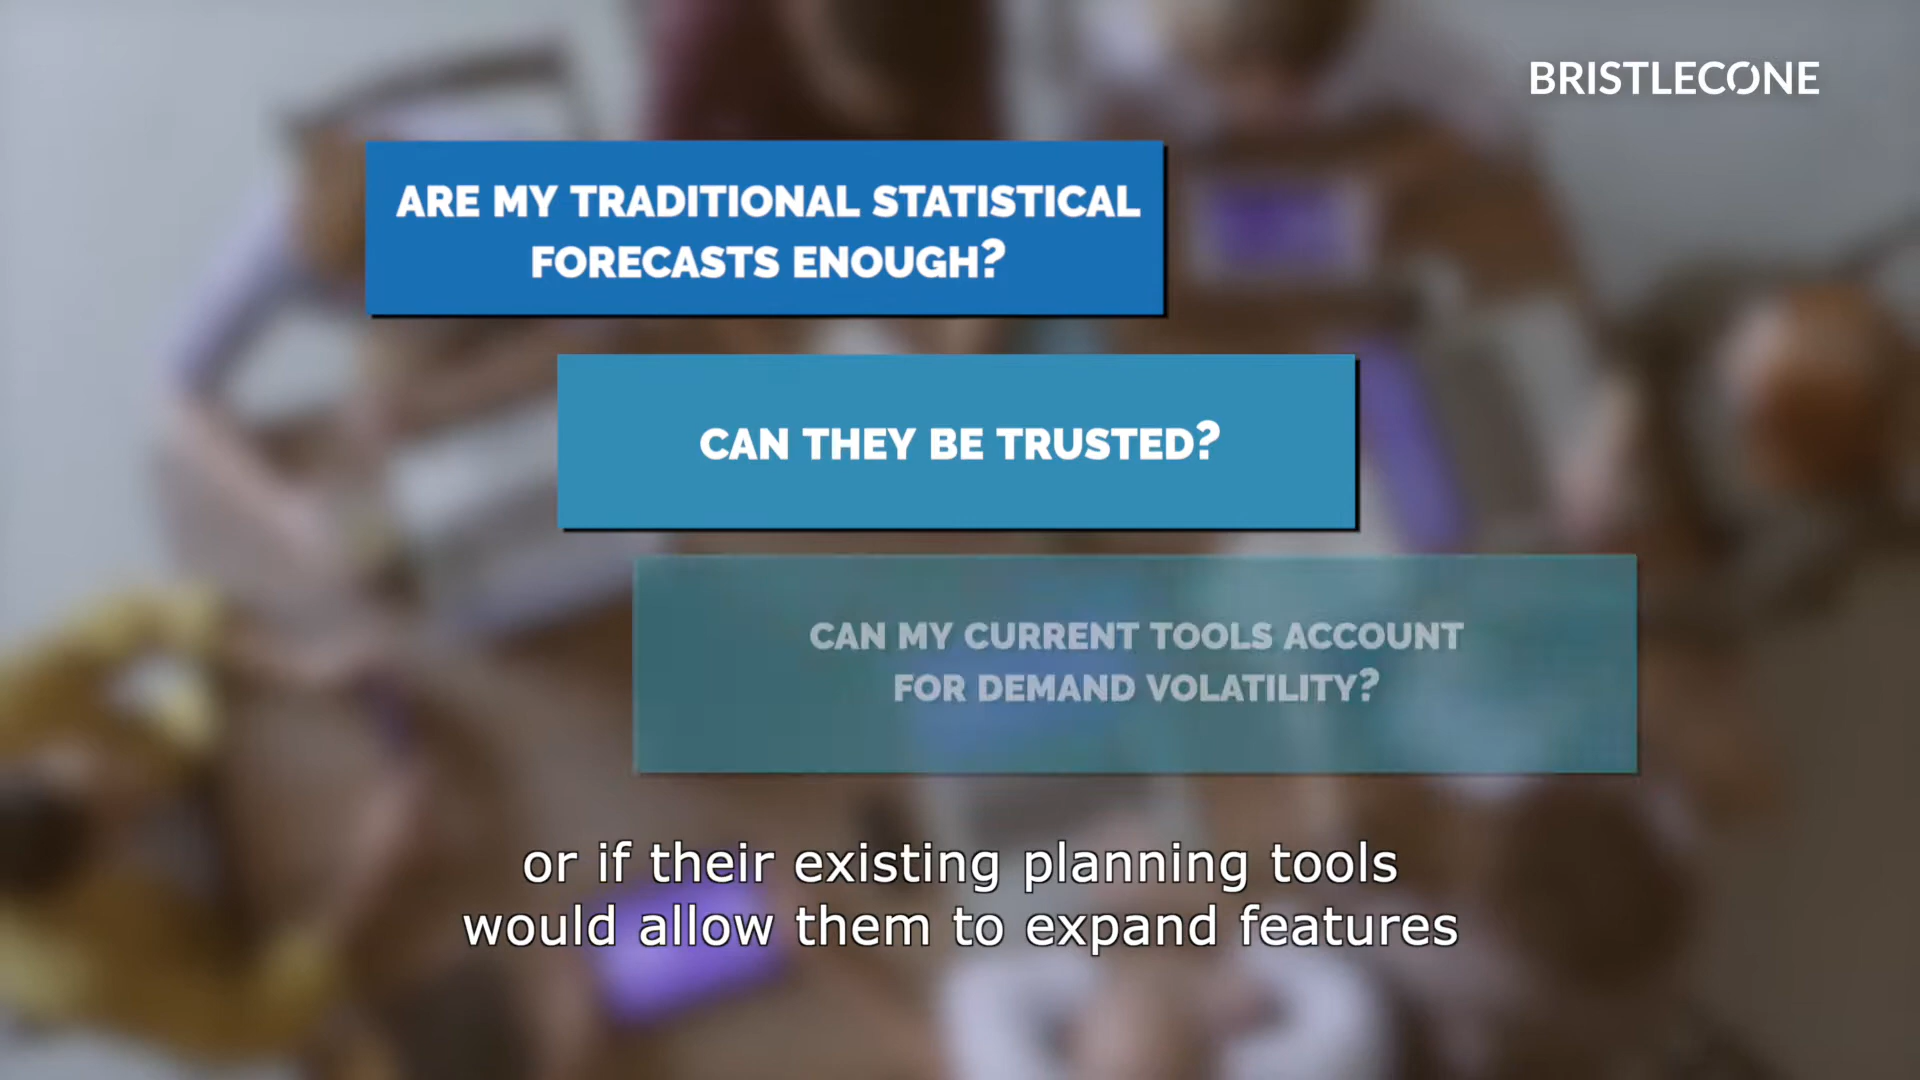 BRISTLECONE
ARE MY TRADITIONAL STATISTICAL
FORECASTS ENOUGH?
CAN THEY BE TRUSTED?
CAN MY CURRENT TOOLS ACCOUNT
FOR DEMAND VOLATILITY?
or if their existing planning tools
would allow them to expand features